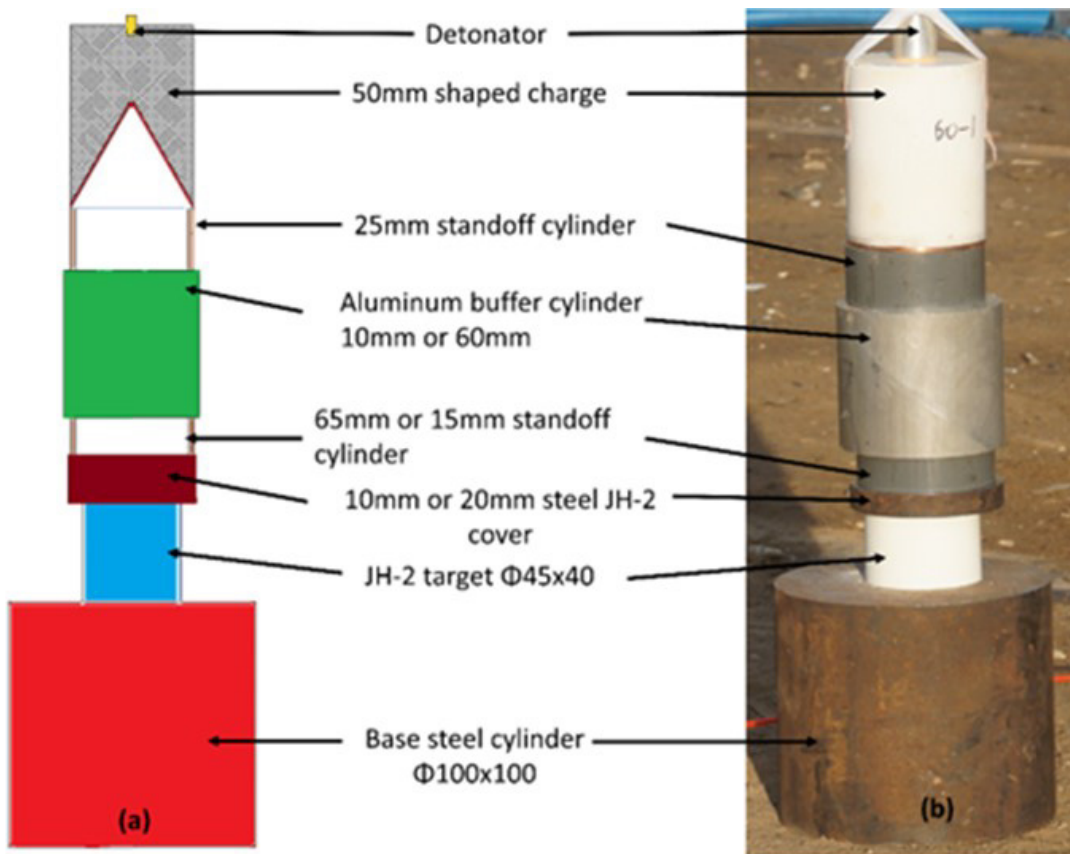 Detonator
50mm shaped charge
60-1
25mm standoff cylinder
Aluminum buffer cylinder
10mm or 60mm
65mm or 15mm standoff
cylinder
10mm or 20mm steel JH-2
cover
JH-2 target Φ45x40
Base steel cylinder
Φ100x100
(a)
(b)